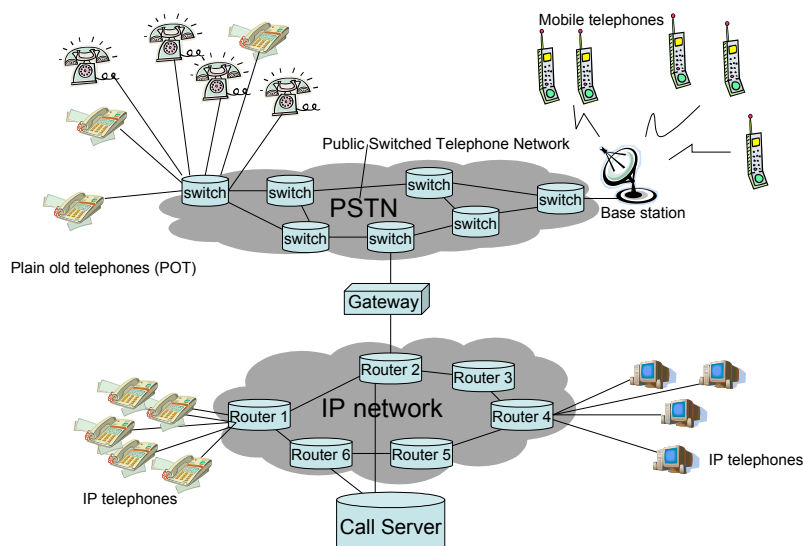 Mobile telephones
Public Switched Telephone Network
switch
switch
switch
switch
PSTN
switch
switch
switch
switch
Base station
Plain old telephones (POT)
Gateway
Router 2
Router 3
Router 1
IP network
Router 4
Router 6
Router 5
IP telephones
IP telephones
Call Server